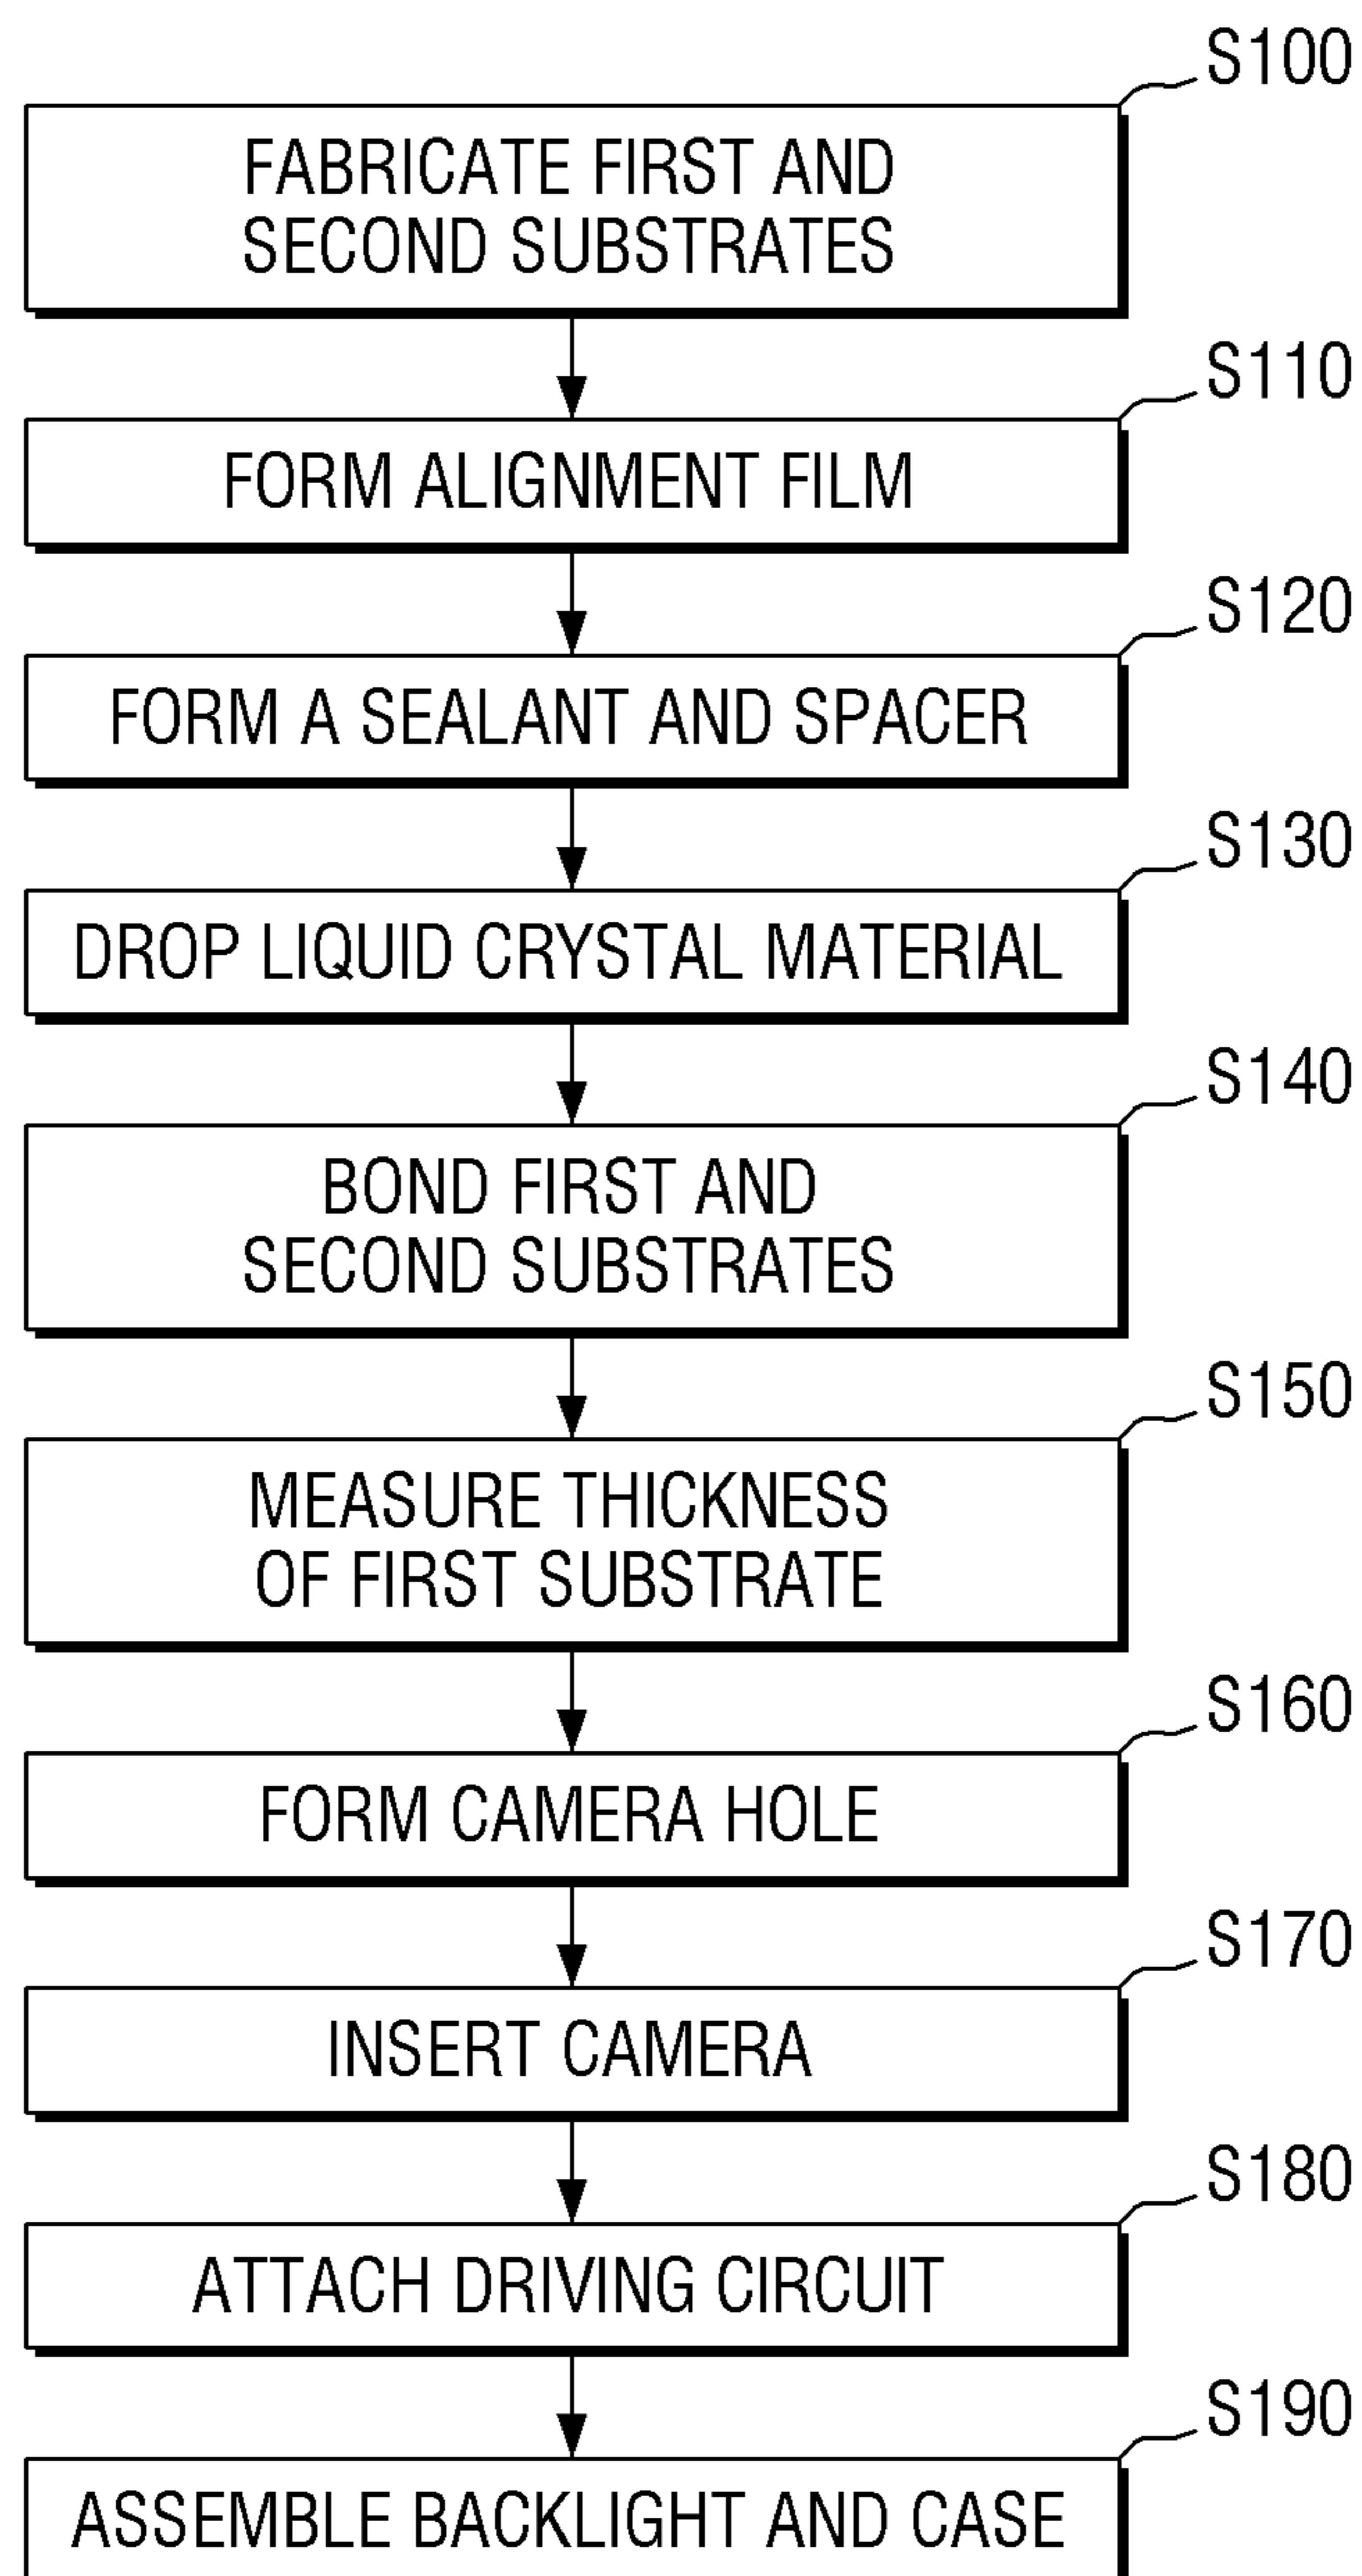 S100
FABRICATE FIRST AND
SECOND SUBSTRATES
S110
FORM ALIGNMENT FILM
S120
FORM A SEALANT AND SPACER
S130
DROP LIQUID CRYSTAL MATERIAL
S140
BOND FIRST AND
SECOND SUBSTRATES
S150
MEASURE THICKNESS
OF FIRST SUBSTRATE
S160
FORM CAMERA HOLE
S170
INSERT CAMERA
S180
ATTACH DRIVING CIRCUIT
S190
ASSEMBLE BACKLIGHT AND CASE